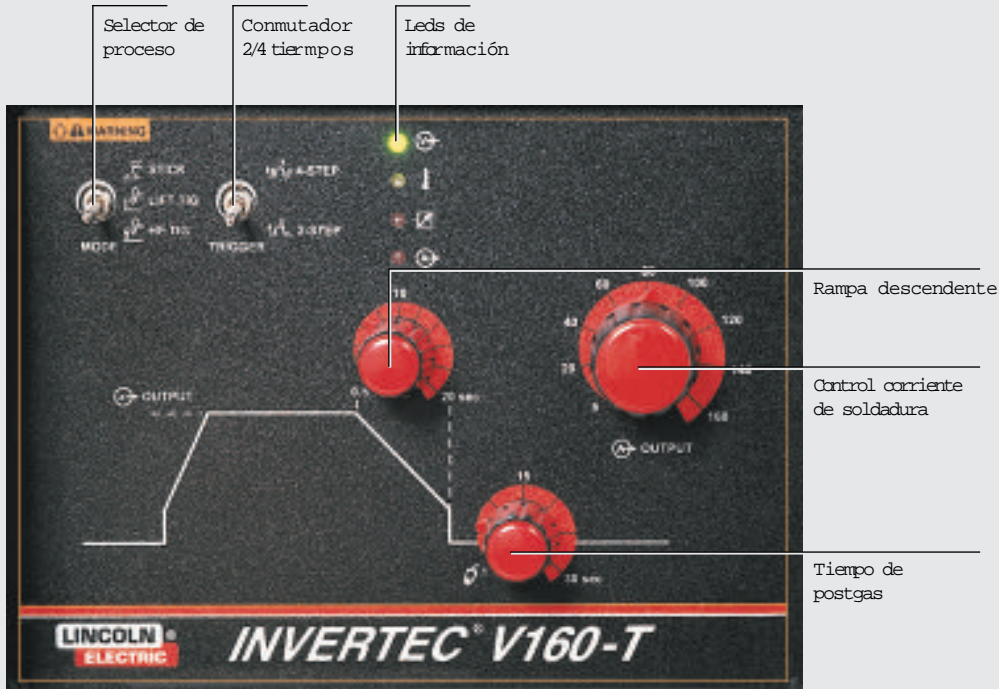 Selector de
proceso
Conmutador
2/4 tiermpos
Leds de
información
WARNING
STICK
LIFT TIG
HF TIG
MODE
4-STEP
2-STEP
TRIGGER
10
0.5
20 sec
OUTPUT
5
20
40
60
80
100
120
140
160
OUTPUT
15
30 sec
Rampa descendente
Control corriente
de soldadura
Tiempo de
postgas
LINCOLN ®
ELECTRIC
INVERTEC® V160-T